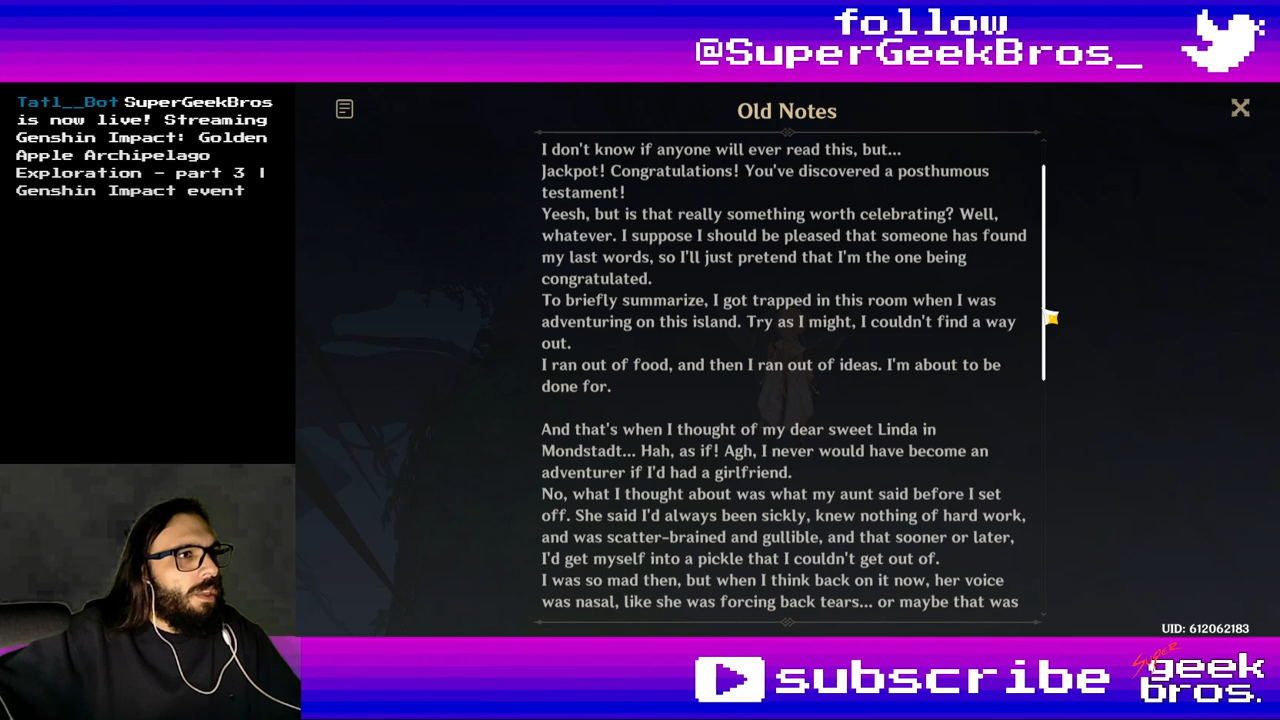 follow
@SuperGeekBros_
Tatl__Bot SuperGeekBros
is now live! Streaming
Genshin Impact: Golden
Apple Archipelago
Exploration - part 3 |
Genshin Impact event
Old Notes
I don't know if anyone will ever read this, but...
Jackpot! Congratulations! You've discovered a posthumous
testament!
Yeesh, but is that really something worth celebrating? Well,
whatever. I suppose I should be pleased that someone has found
my last words, so I'll just pretend that I'm the one being
congratulated.
To briefly summarize, I got trapped in this room when I was
adventuring on this island. Try as I might, I couldn't find a way
out.
I ran out of food, and then I ran out of ideas. I'm about to be
done for.
And that's when I thought of my dear sweet Linda in
Mondstadt... Hah, as if! Agh, I never would have become an
adventurer if I'd had a girlfriend.
No, what I thought about was what my aunt said before I set
off. She said I'd always been sickly, knew nothing of hard work,
and was scatter-brained and gullible, and that sooner or later,
I'd get myself into a pickle that I couldn't get out of.
I was so mad then, but when I think back on it now, her voice
was nasal, like she was forcing back tears... or maybe that was
UID: 612062183
subscribe
super
geek
bros.